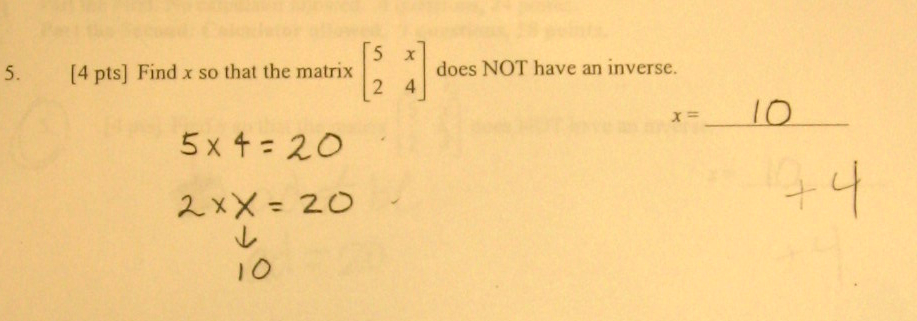 5. [4 pts] Find x so that the matrix [5 x
2 4] does NOT have an inverse.
x = 10
5 x 4 = 20
2 x X = 20
↓
10
+4